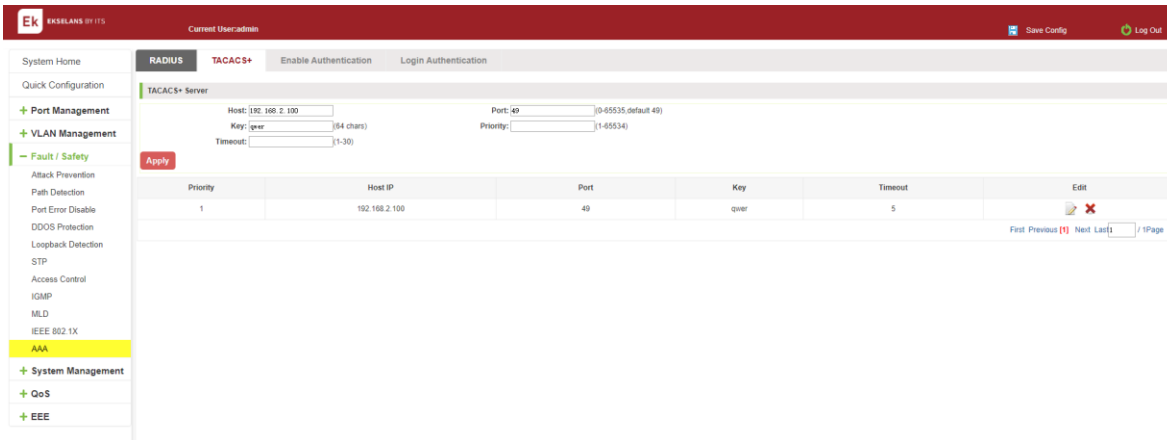 Ek EKSELANS BY ITS
Current User:admin
Save Config
Log Out
System Home
Quick Configuration
+ Port Management
+ VLAN Management
− Fault / Safety
Attack Prevention
Path Detection
Port Error Disable
DDOS Protection
Loopback Detection
STP
Access Control
IGMP
MLD
IEEE 802.1X
AAA
+ System Management
+ QoS
+ EEE
RADIUS TACACS+ Enable Authentication Login Authentication
TACACS+ Server
Host: 192.168.2.100 Port: 49 (0-65535,default 49)
Key: qwer (64 chars) Priority: (1-65534)
Timeout: (1-30)
Apply
Priority Host IP Port Key Timeout Edit
1 192.168.2.100 49 qwer 5
First Previous [1] Next Last 1 / 1Page